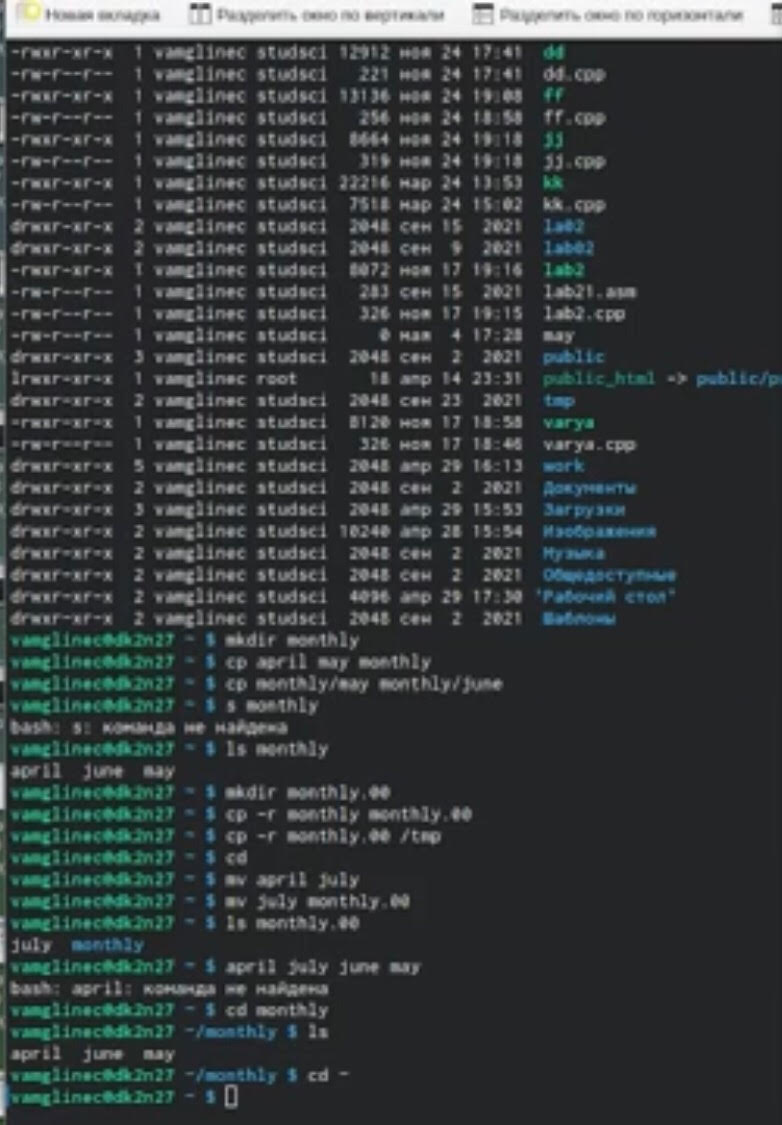 Новая вкладка Разделить окно по вертикали Разделить окно по горизонтали
-rwxr-xr-x 1 vamglinec studsci 12912 ноя 24 17:41 dd
-rw-r--r-- 1 vamglinec studsci 221 ноя 24 17:41 dd.cpp
-rwxr-xr-x 1 vamglinec studsci 13136 ноя 24 19:08 ff
-rw-r--r-- 1 vamglinec studsci 256 ноя 24 18:58 ff.cpp
-rwxr-xr-x 1 vamglinec studsci 8664 ноя 24 19:18 jj
-rw-r--r-- 1 vamglinec studsci 319 ноя 24 19:18 jj.cpp
-rwxr-xr-x 1 vamglinec studsci 22216 мар 24 13:53 kk
-rw-r--r-- 1 vamglinec studsci 7518 мар 24 15:02 kk.cpp
drwxr-xr-x 2 vamglinec studsci 2048 сен 15 2021 la02
drwxr-xr-x 2 vamglinec studsci 2048 сен 9 2021 lab02
-rwxr-xr-x 1 vamglinec studsci 8072 ноя 17 19:16 lab2
-rw-r--r-- 1 vamglinec studsci 283 сен 15 2021 lab21.asm
-rw-r--r-- 1 vamglinec studsci 326 ноя 17 19:15 lab2.cpp
-rw-r--r-- 1 vamglinec studsci 0 мая 4 17:28 may
drwxr-xr-x 3 vamglinec studsci 2048 сен 2 2021 public
lrwxr-xr-x 1 vamglinec root 18 апр 14 23:31 public_html -> public/p
drwxr-xr-x 2 vamglinec studsci 2048 сен 23 2021 tmp
-rwxr-xr-x 1 vamglinec studsci 8120 ноя 17 18:58 varya
-rw-r--r-- 1 vamglinec studsci 326 ноя 17 18:46 varya.cpp
drwxr-xr-x 5 vamglinec studsci 2048 апр 29 16:13 work
drwxr-xr-x 2 vamglinec studsci 2048 сен 2 2021 Документы
drwxr-xr-x 3 vamglinec studsci 2048 апр 29 15:53 Загрузки
drwxr-xr-x 2 vamglinec studsci 10240 апр 28 15:54 Изображения
drwxr-xr-x 2 vamglinec studsci 2048 сен 2 2021 Музыка
drwxr-xr-x 2 vamglinec studsci 2048 сен 2 2021 Общедоступные
drwxr-xr-x 2 vamglinec studsci 4096 апр 29 17:30 'Рабочий стол'
drwxr-xr-x 2 vamglinec studsci 2048 сен 2 2021 Шаблоны
vamglinec@dk2n27 ~ $ mkdir monthly
vamglinec@dk2n27 ~ $ cp april may monthly
vamglinec@dk2n27 ~ $ cp monthly/may monthly/june
vamglinec@dk2n27 ~ $ s monthly
bash: s: команда не найдена
vamglinec@dk2n27 ~ $ ls monthly
april june may
vamglinec@dk2n27 ~ $ mkdir monthly.00
vamglinec@dk2n27 ~ $ cp -r monthly monthly.00
vamglinec@dk2n27 ~ $ cp -r monthly.00 /tmp
vamglinec@dk2n27 ~ $ cd
vamglinec@dk2n27 ~ $ mv april july
vamglinec@dk2n27 ~ $ mv july monthly.00
vamglinec@dk2n27 ~ $ ls monthly.00
july monthly
vamglinec@dk2n27 ~ $ april july june may
bash: april: команда не найдена
vamglinec@dk2n27 ~ $ cd monthly
vamglinec@dk2n27 ~/monthly $ ls
april june may
vamglinec@dk2n27 ~/monthly $ cd ~
vamglinec@dk2n27 ~ $